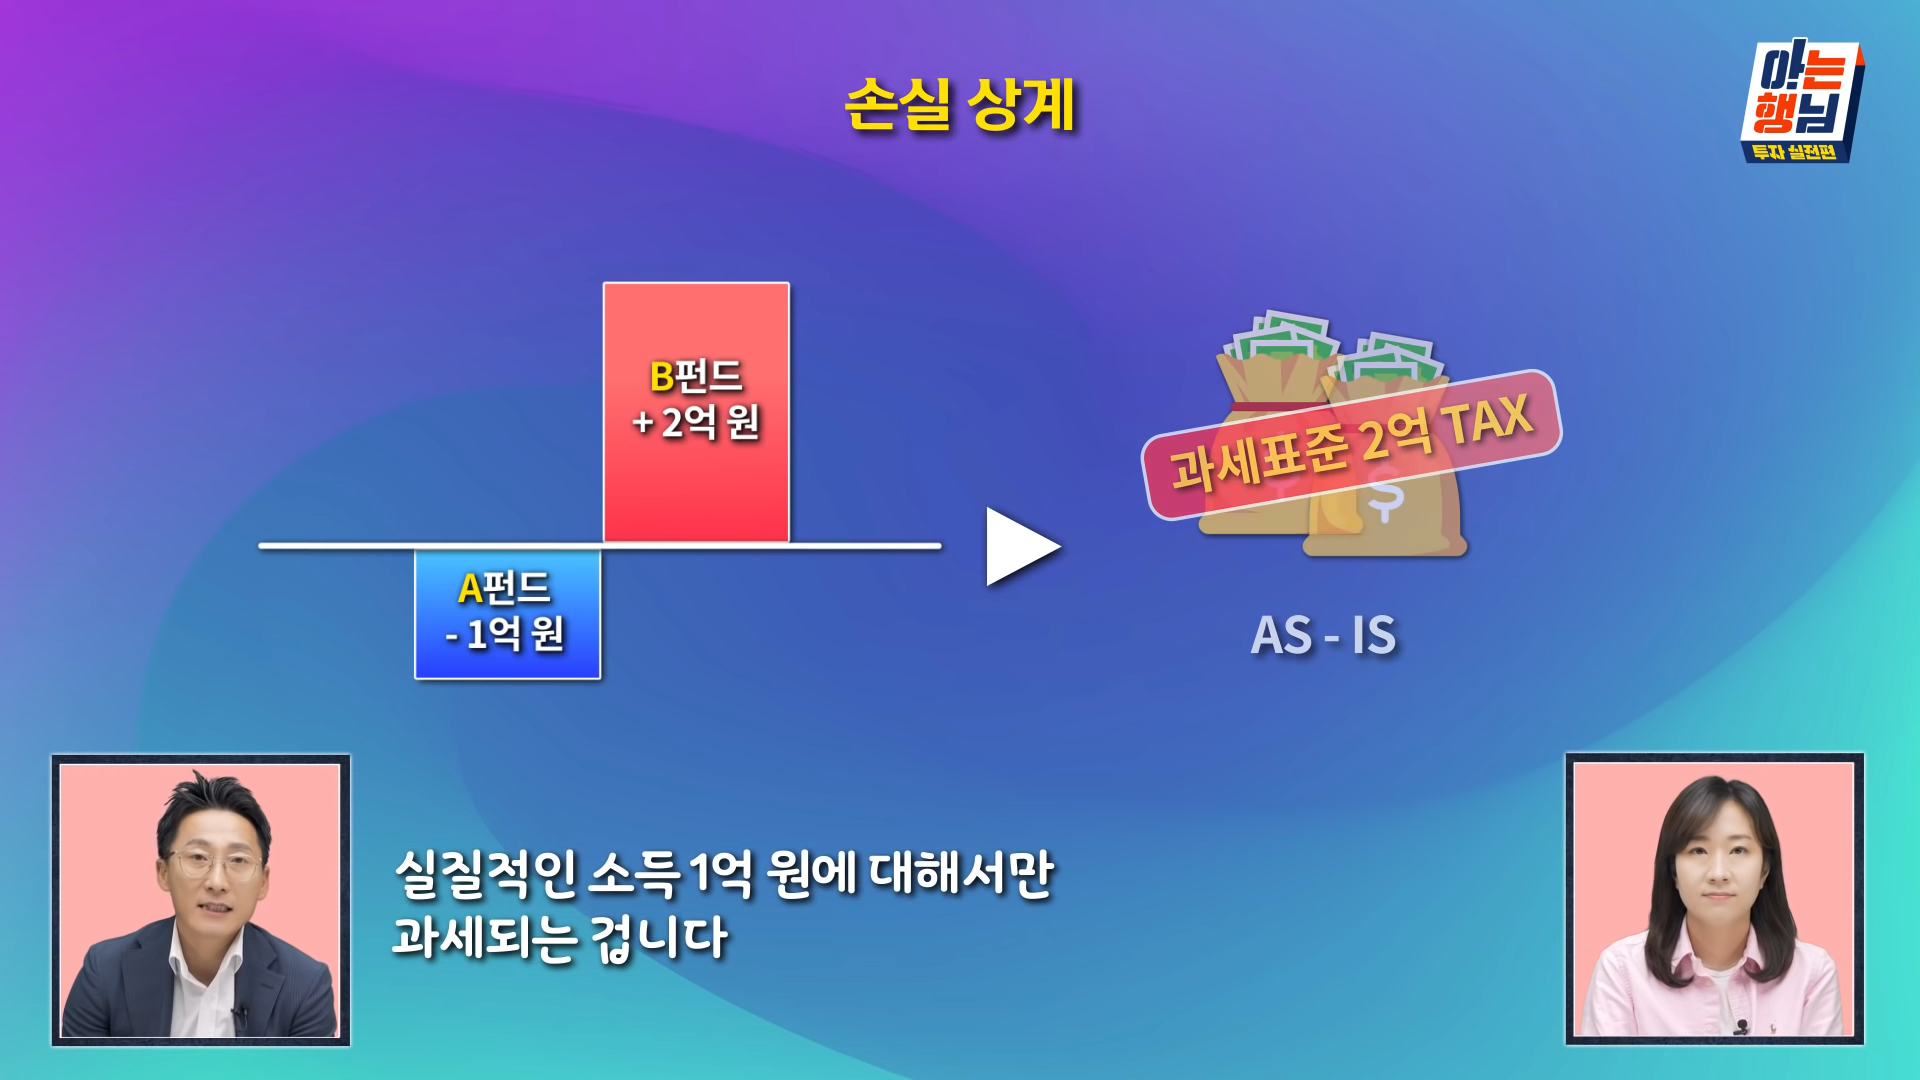 손실 상계
아는
행님
투자 실전편
B펀드
+ 2억 원
A펀드
- 1억 원
과세표준 2억 TAX
$
AS - IS
실질적인 소득 1억 원에 대해서만
과세되는 겁니다